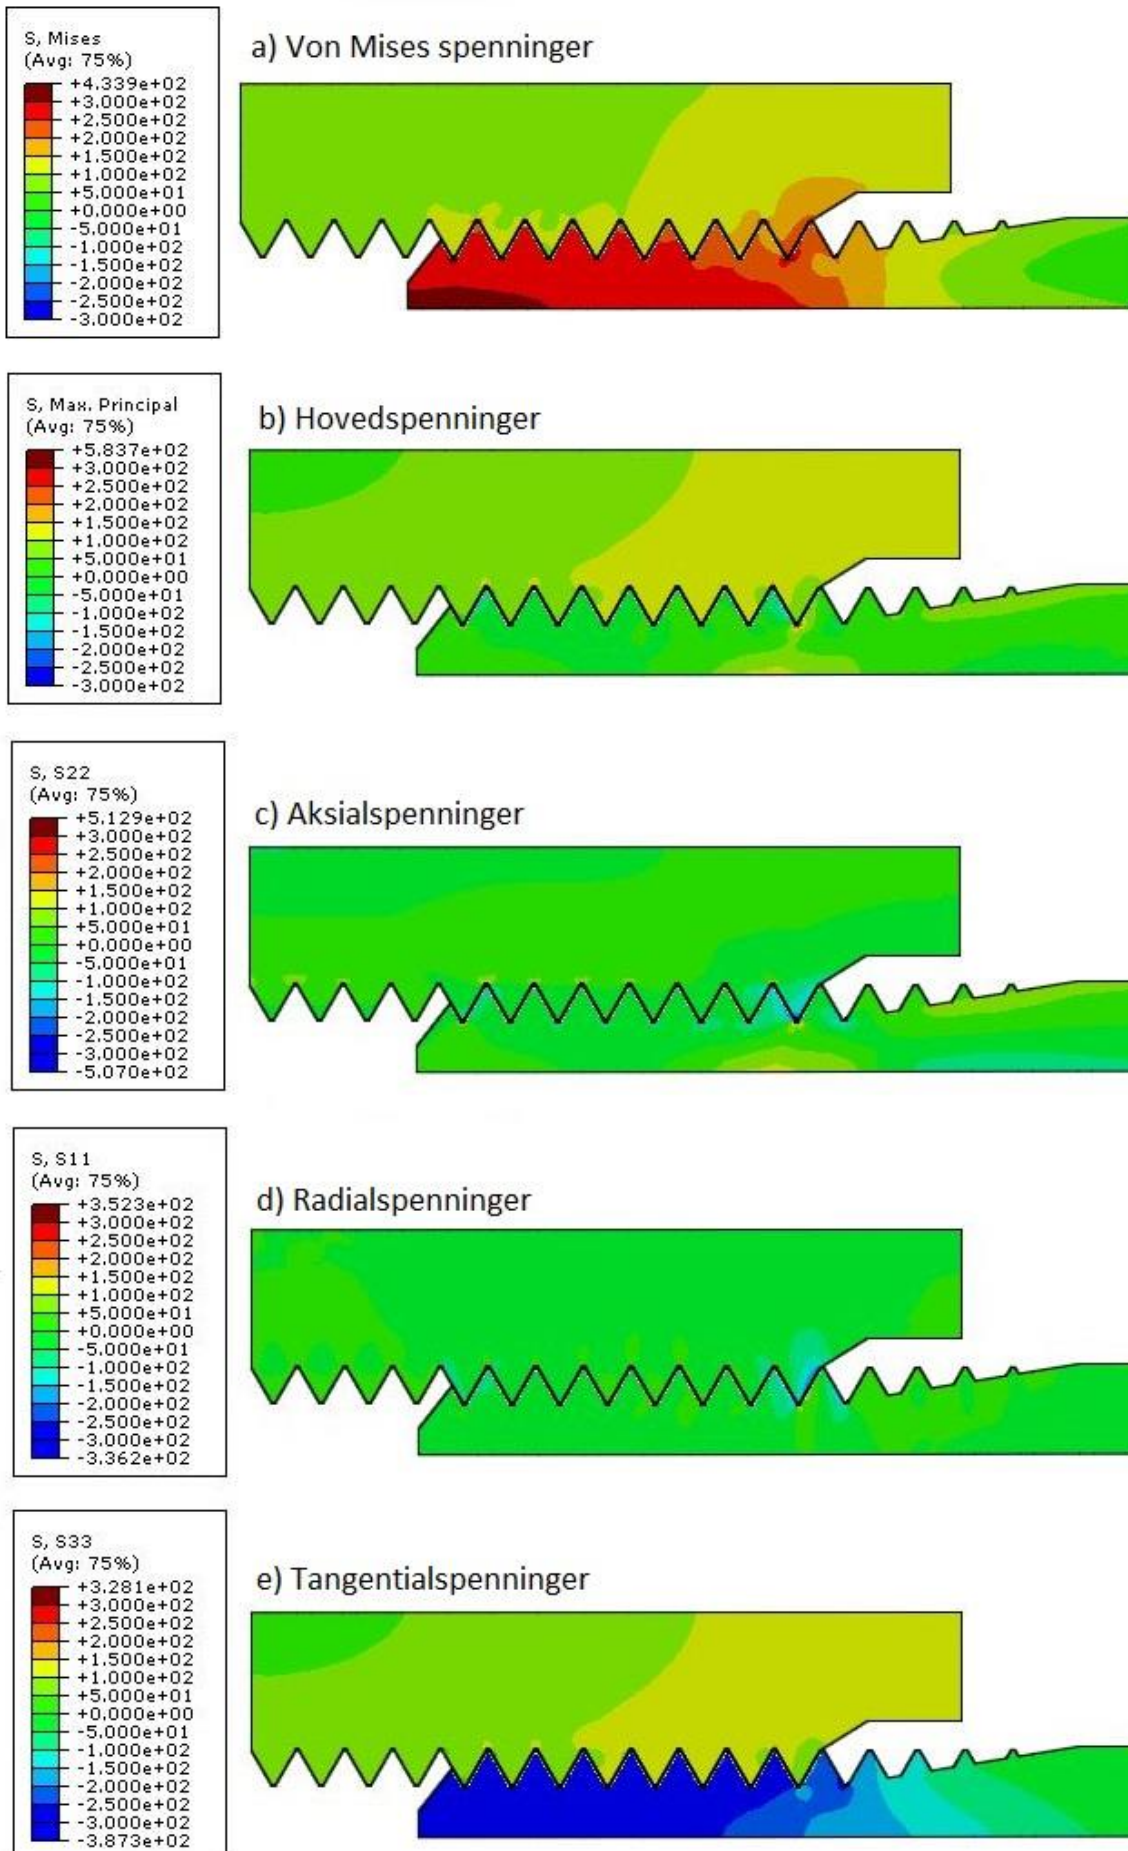 S, Mises
(Avg: 75%)
+4.339e+02
+3.000e+02
+2.500e+02
+2.000e+02
+1.500e+02
+1.000e+02
+5.000e+01
+0.000e+00
-5.000e+01
-1.000e+02
-1.500e+02
-2.000e+02
-2.500e+02
-3.000e+02
a) Von Mises spenninger
S, Max. Principal
(Avg: 75%)
+5.837e+02
+3.000e+02
+2.500e+02
+2.000e+02
+1.500e+02
+1.000e+02
+5.000e+01
+0.000e+00
-5.000e+01
-1.000e+02
-1.500e+02
-2.000e+02
-2.500e+02
-3.000e+02
b) Hovedspenninger
S, S22
(Avg: 75%)
+5.129e+02
+3.000e+02
+2.500e+02
+2.000e+02
+1.500e+02
+1.000e+02
+5.000e+01
+0.000e+00
-5.000e+01
-1.000e+02
-1.500e+02
-2.000e+02
-2.500e+02
-3.000e+02
-5.070e+02
c) Aksialspenninger
S, S11
(Avg: 75%)
+3.523e+02
+3.000e+02
+2.500e+02
+2.000e+02
+1.500e+02
+1.000e+02
+5.000e+01
+0.000e+00
-5.000e+01
-1.000e+02
-1.500e+02
-2.000e+02
-2.500e+02
-3.000e+02
-3.362e+02
d) Radialspenninger
S, S33
(Avg: 75%)
+3.281e+02
+3.000e+02
+2.500e+02
+2.000e+02
+1.500e+02
+1.000e+02
+5.000e+01
+0.000e+00
-5.000e+01
-1.000e+02
-1.500e+02
-2.000e+02
-2.500e+02
-3.000e+02
-3.873e+02
e) Tangentialspenninger